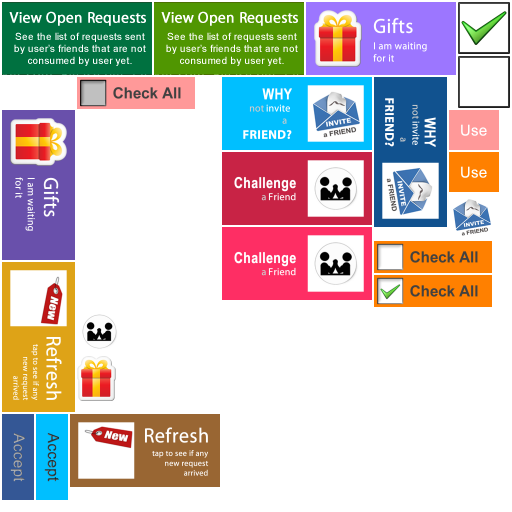 View Open Requests
See the list of requests sent
by user's friends that are not
consumed by user yet.
View Open Requests
See the list of requests sent
by user's friends that are not
consumed by user yet.
Gifts
I am waiting
for it
Check All
WHY
not invite
a
FRIEND?
INVITE
a FRIEND
WHY
not invite
a
FRIEND?
INVITE
a FRIEND
Use
Use
Gifts
I am waiting
for it
Challenge
a Friend
INVITE
a FRIEND
Challenge
a Friend
Check All
Check All
New
Refresh
tap to see if any
new request
arrived
Accept
Accept
New
Refresh
tap to see if any
new request
arrived